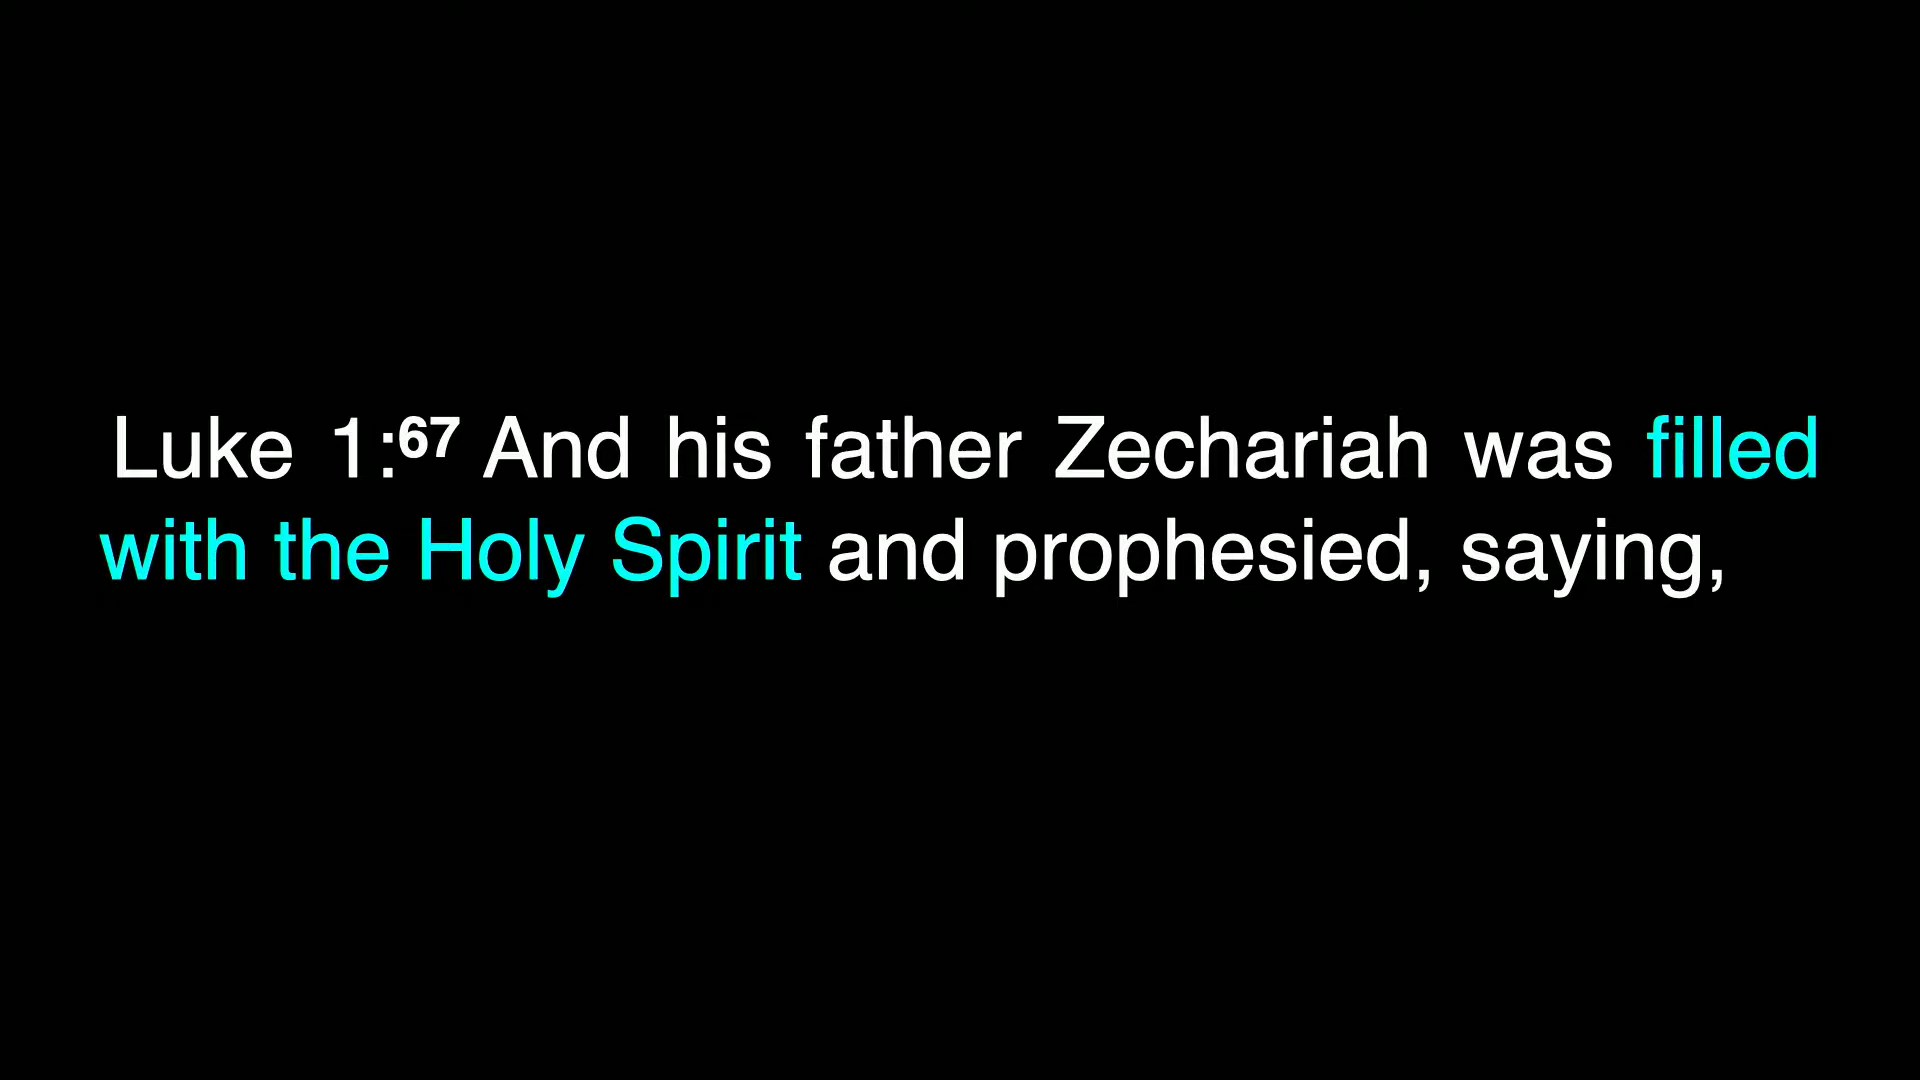 Luke 1:67 And his father Zechariah was filled
with the Holy Spirit and prophesied, saying,